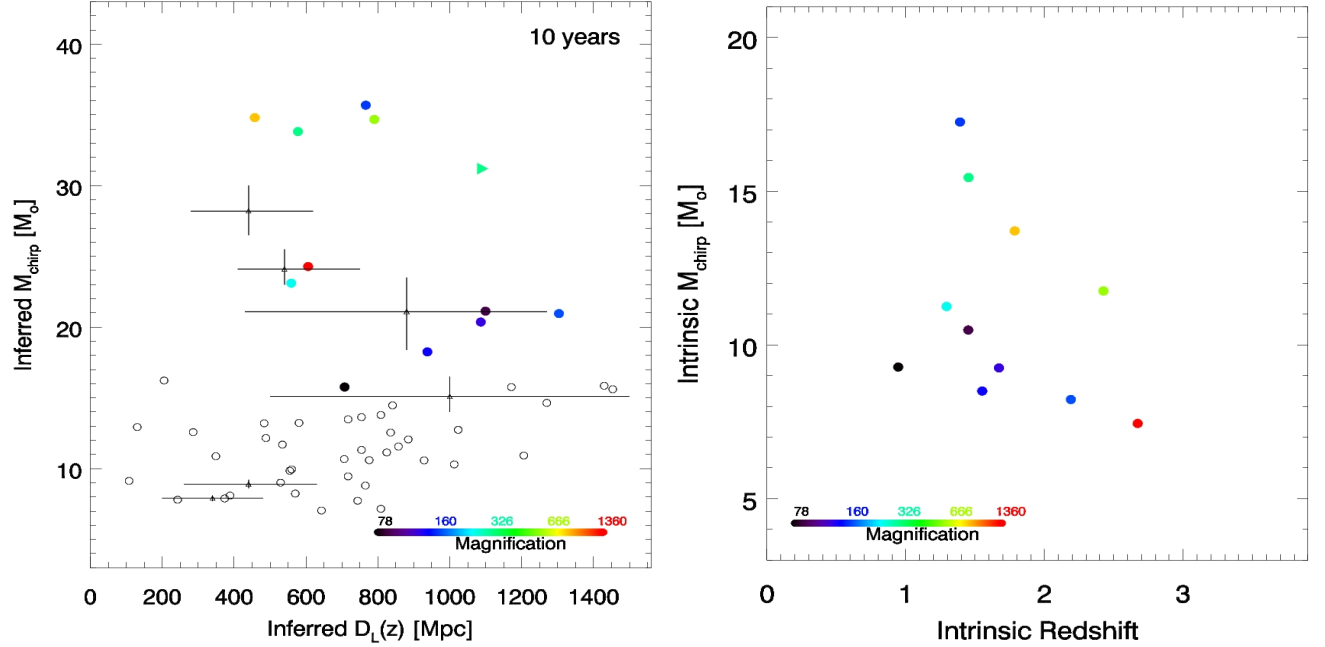 10 years
40
30
20
10
Inferred M_chirp [M_o]
78 160 326 666 1360
Magnification
0 200 400 600 800 1000 1200 1400
Inferred D_L(z) [Mpc]
20
15
10
5
Intrinsic M_chirp [M_o]
78 160 326 666 1360
Magnification
0 1 2 3
Intrinsic Redshift